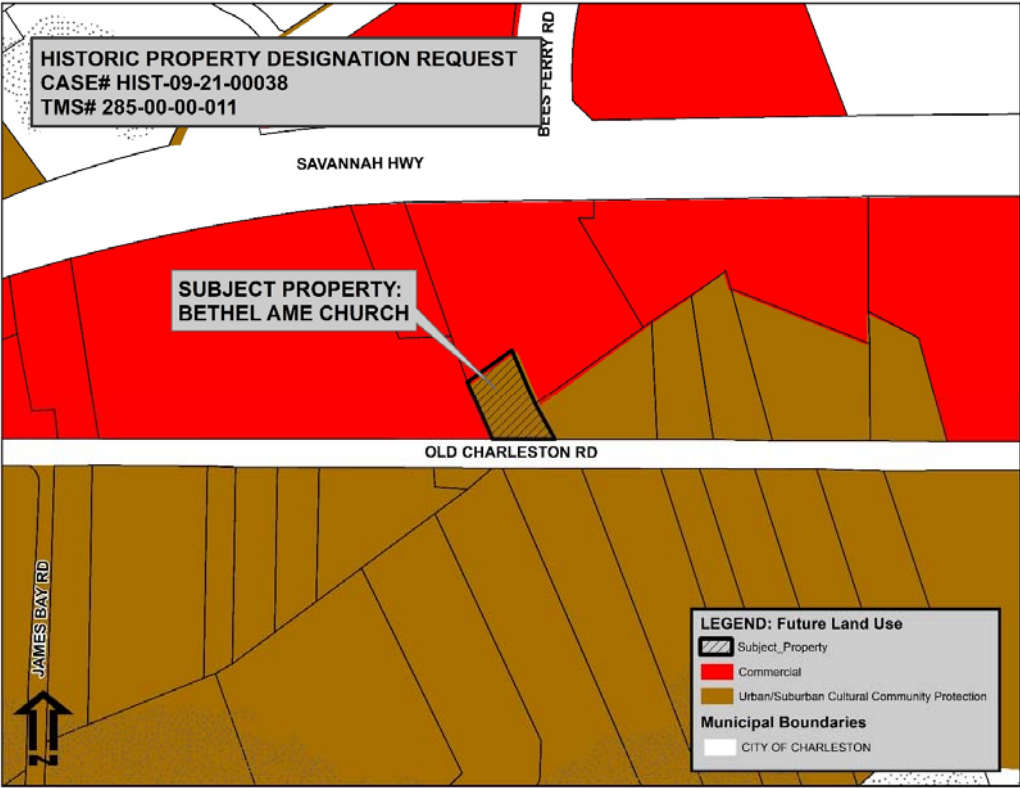 HISTORIC PROPERTY DESIGNATION REQUEST
CASE# HIST-09-21-00038
TMS# 285-00-00-011
BEES FERRY RD
SAVANNAH HWY
SUBJECT PROPERTY:
BETHEL AME CHURCH
OLD CHARLESTON RD
JAMES BAY RD
N
LEGEND: Future Land Use
Subject_Property
Commercial
Urban/Suburban Cultural Community Protection
Municipal Boundaries
CITY OF CHARLESTON